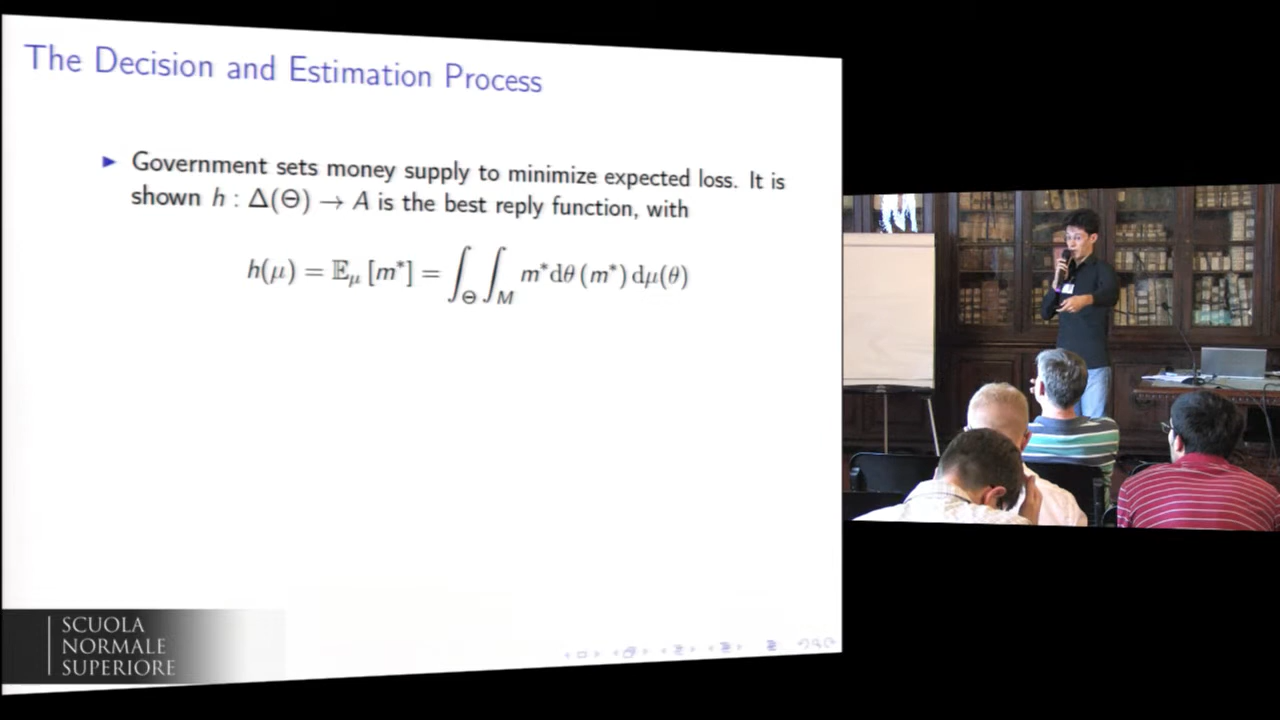 The Decision and Estimation Process
▶ Government sets money supply to minimize expected loss. It is
shown h : Δ(Θ) → A is the best reply function, with
h(μ) = 𝔼_μ [m*] = ∫_Θ ∫_M m* dθ (m*) dμ(θ)
SCUOLA
NORMALE
SUPERIORE